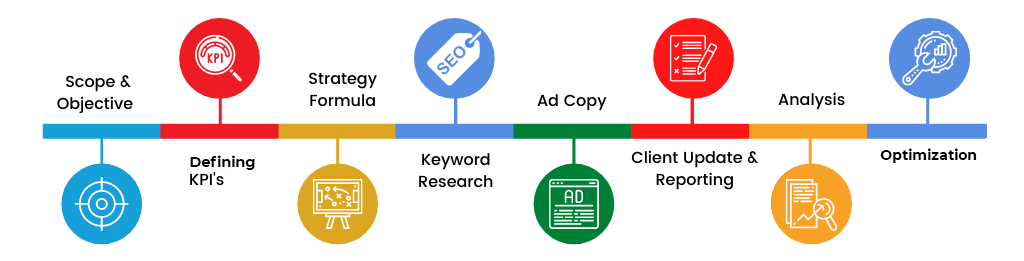 Scope &
Objective
KPI
Defining
KPI's
Strategy
Formula
SEO
Keyword
Research
Ad Copy
AD
Client Update &
Reporting
Analysis
Optimization